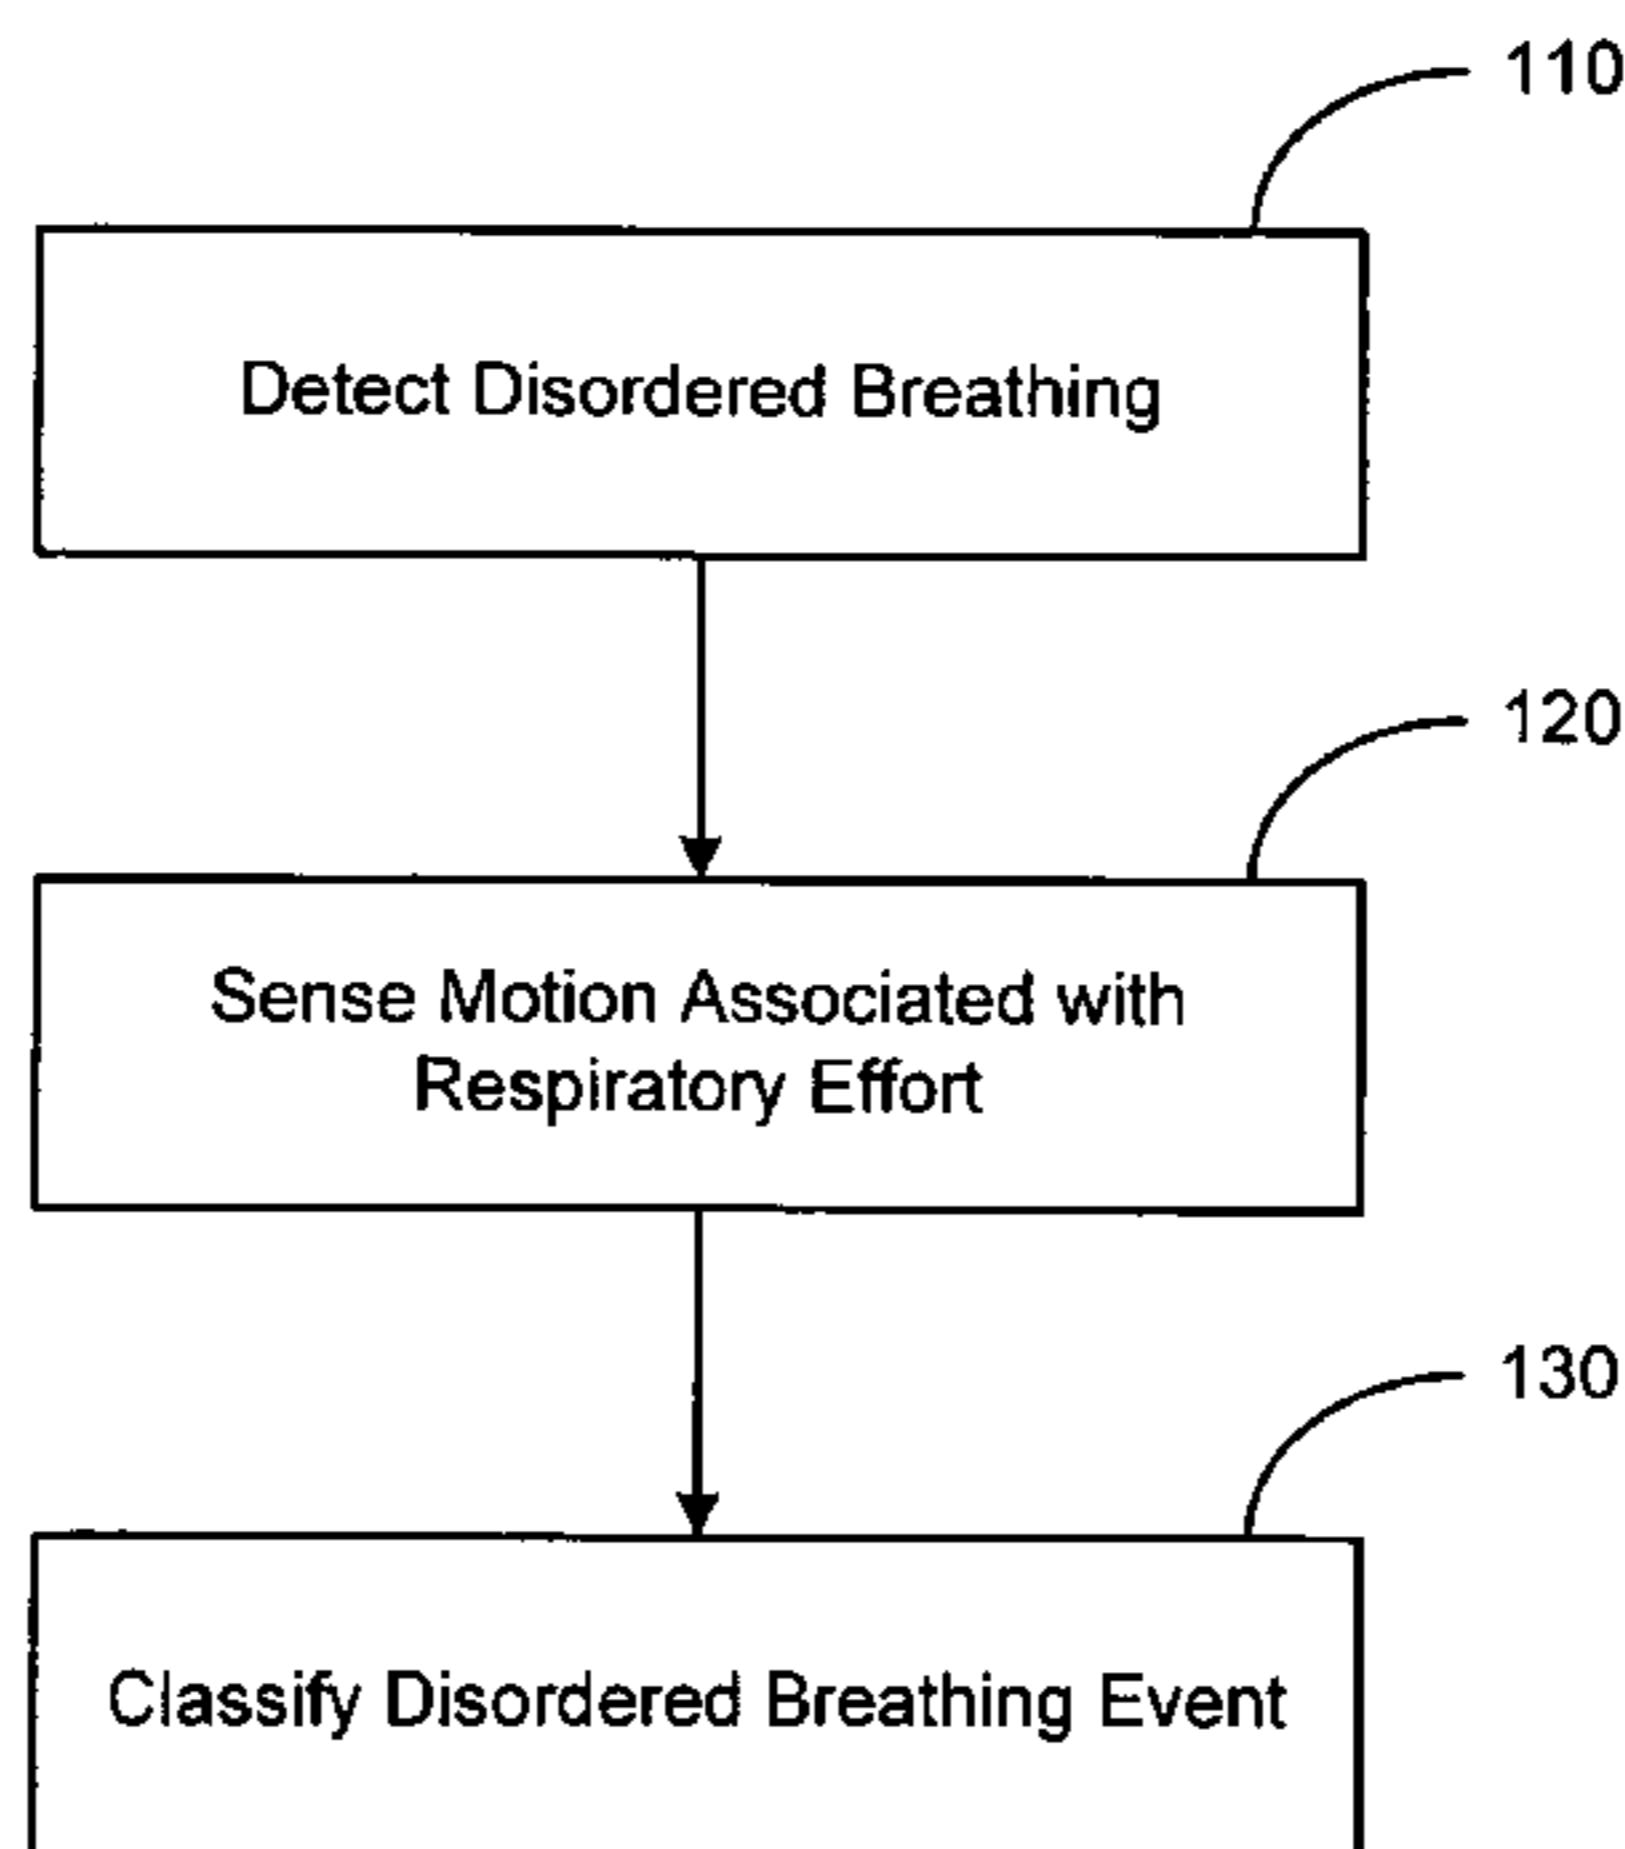 110
Detect Disordered Breathing
120
Sense Motion Associated with
Respiratory Effort
130
Classify Disordered Breathing Event